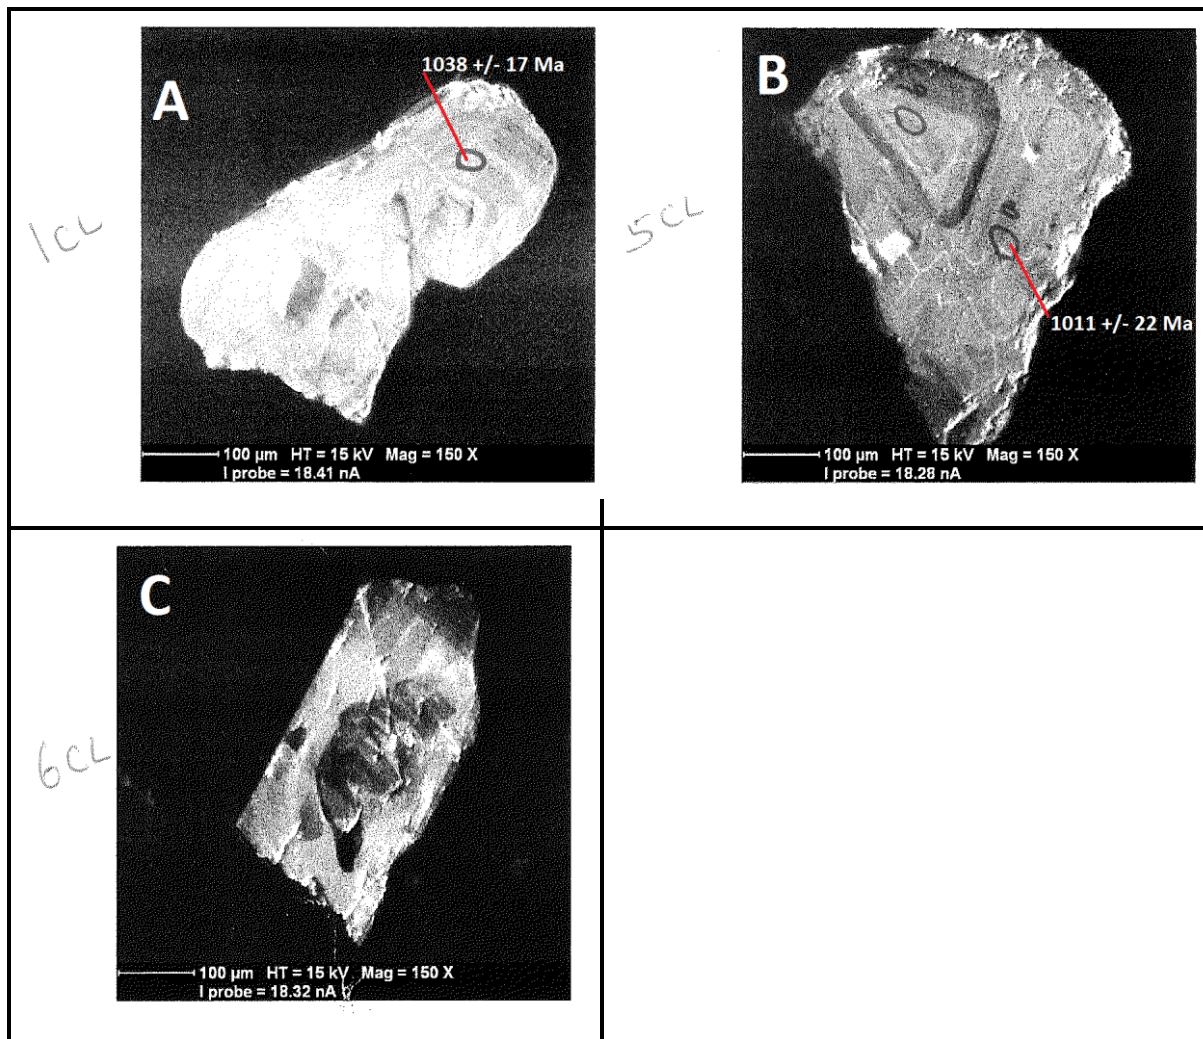 A
1038 +/- 17 Ma
1CL
100 µm HT = 15 kV Mag = 150 X
I probe = 18.41 nA
B
5CL
1011 +/- 22 Ma
100 µm HT = 15 kV Mag = 150 X
I probe = 18.28 nA
C
6CL
100 µm HT = 15 kV Mag = 150 X
I probe = 18.32 nA